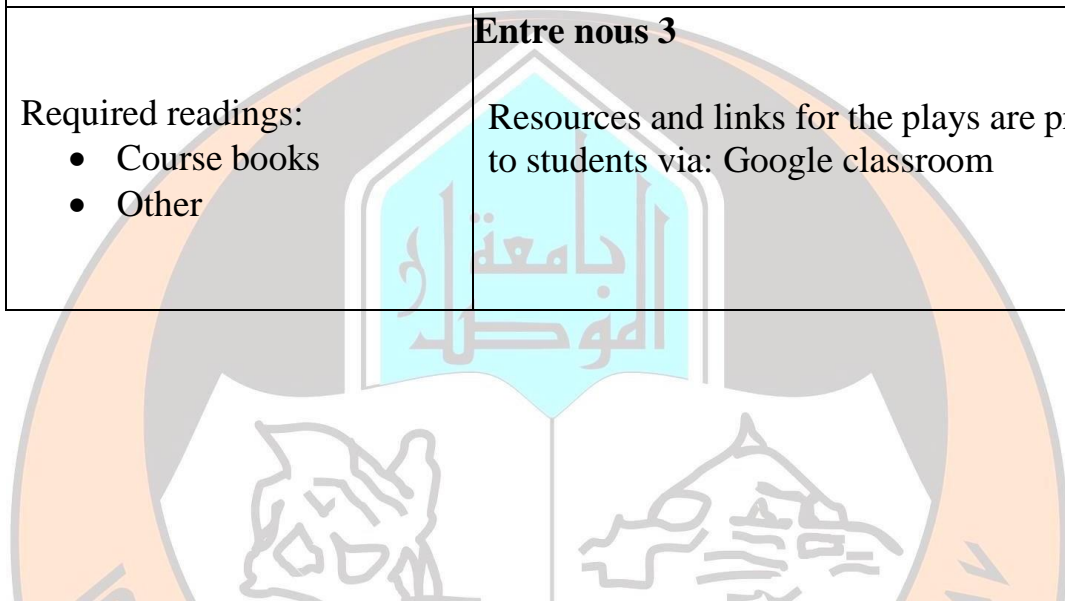 Entre nous 3
Required readings:
• Course books
• Other
Resources and links for the plays are
to students via: Google classroom
جامعة
الموصل